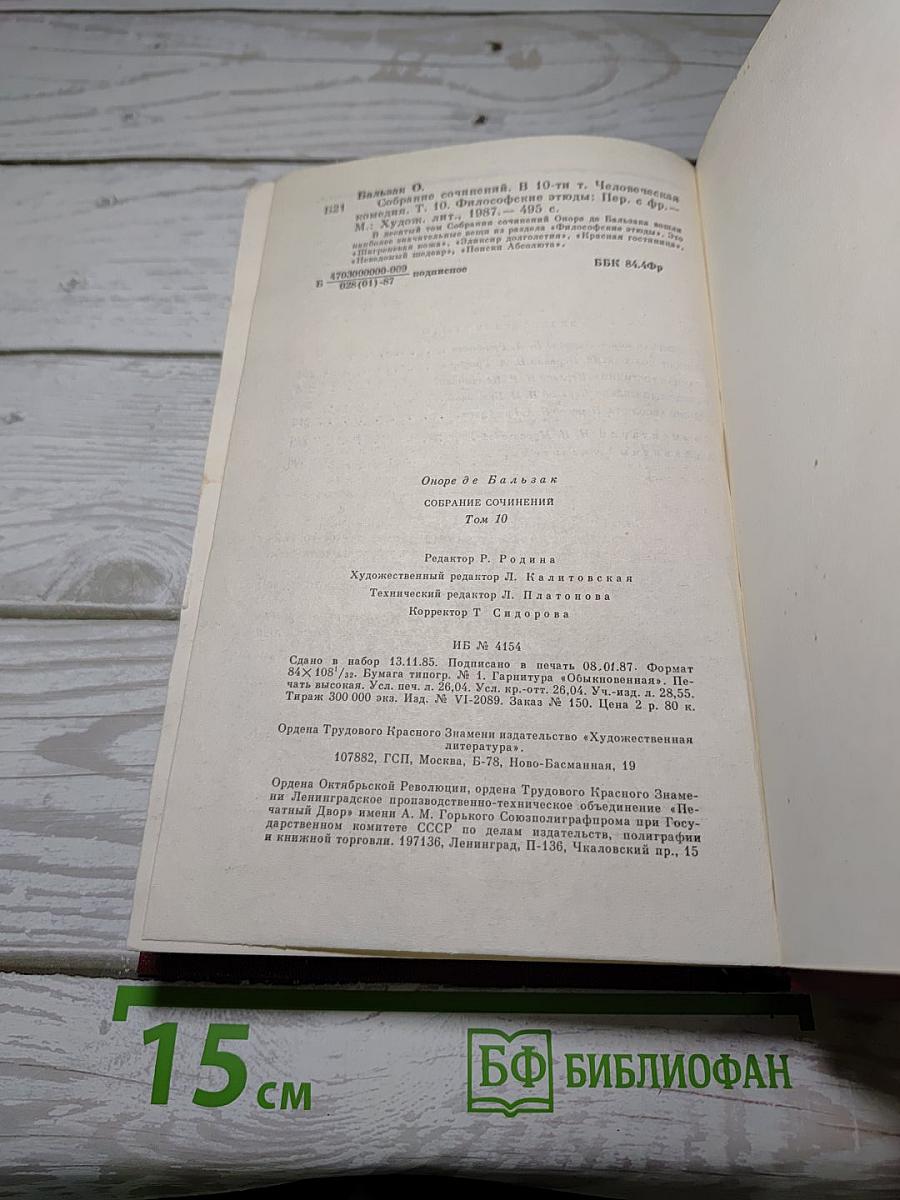 Бальзак О.
Б21 Собрание сочинений. В 10-ти т. Человеческая
комедия. Т. 10. Философские этюды: Пер. с фр.—
М.: Худож. лит., 1987.— 495 с.
В десятый том Собрания сочинений Оноре де Бальзака вошли
наиболее значительные вещи из раздела «Философские этюды». Это
«Шагреневая кожа», «Эликсир долголетия», «Красная гостиница»,
«Неведомый шедевр», «Поиски Абсолюта».
Б 4703000000-009 подписное
028(01)-87
ББК 84.4Фр
Оноре де Бальзак
СОБРАНИЕ СОЧИНЕНИЙ
Том 10
Редактор Р. Родина
Художественный редактор Л. Калитовская
Технический редактор Л. Платонова
Корректор Т Сидорова
ИБ № 4154
Сдано в набор 13.11.85. Подписано в печать 08.01.87. Формат
84×108¹/₃₂. Бумага типогр. № 1. Гарнитура «Обыкновенная». Пе-
чать высокая. Усл. печ. л. 26,04. Усл. кр.-отт. 26,04. Уч.-изд. л. 28,55.
Тираж 300 000 экз. Изд. № VI-2089. Заказ № 150. Цена 2 р. 80 к.
Ордена Трудового Красного Знамени издательство «Художественная
литература».
107882, ГСП, Москва, Б-78, Ново-Басманная, 19
Ордена Октябрьской Революции, ордена Трудового Красного Знаме-
ни Ленинградское производственно-техническое объединение «Пе-
чатный Двор» имени А. М. Горького Союзполиграфпрома при Госу-
дарственном комитете СССР по делам издательств, полиграфии
и книжной торговли. 197136, Ленинград, П-136, Чкаловский пр., 15
15 см
БФ БИБЛИОФАН